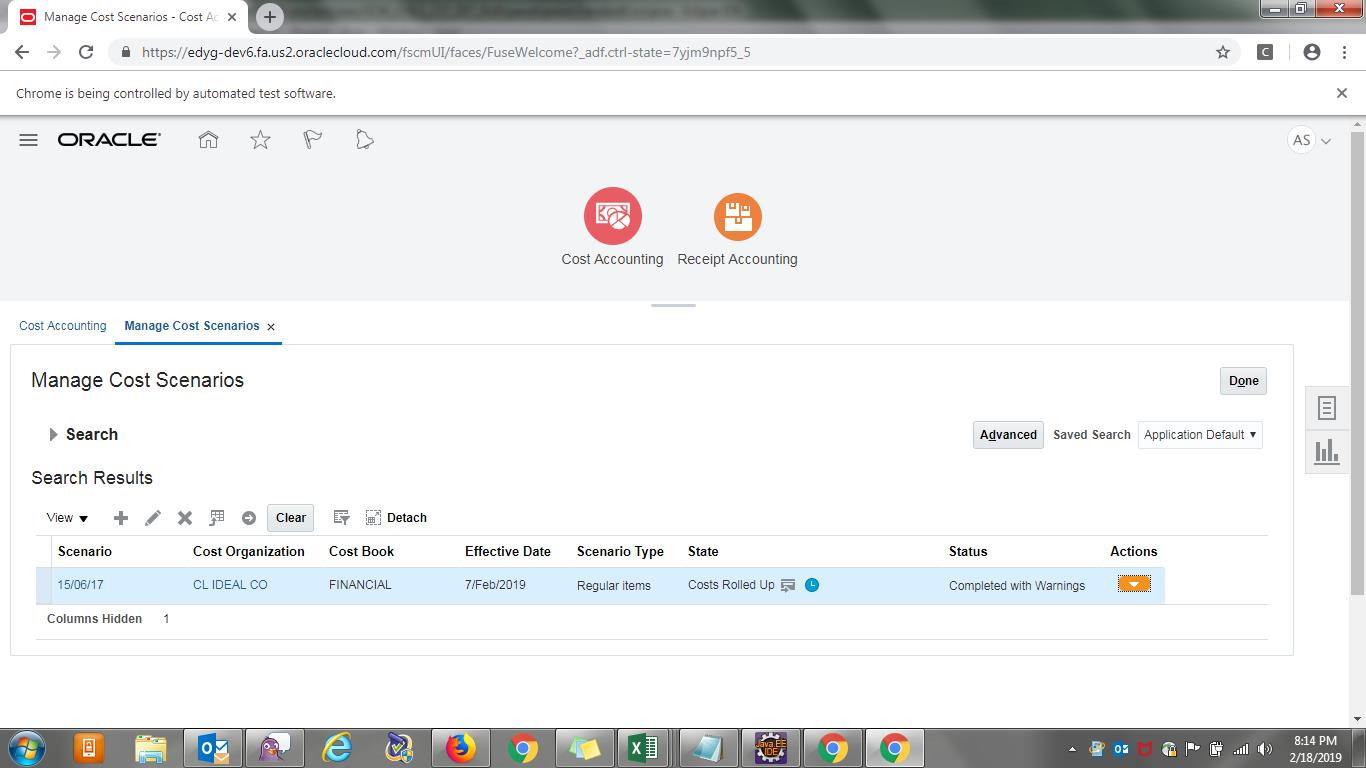 Manage Cost Scenarios - Cost Ac
https://edyg-dev6.fa.us2.oraclecloud.com/fscmUI/faces/FuseWelcome?_adf.ctrl-state=7yjm9npf5_5
C
Chrome is being controlled by automated test software.
ORACLE
AS
Cost Accounting Receipt Accounting
Cost Accounting Manage Cost Scenarios
Manage Cost Scenarios Done
Search Advanced Saved Search Application Default
Search Results
View Clear Detach
Scenario Cost Organization Cost Book Effective Date Scenario Type State Status Actions
15/06/17 CL IDEAL CO FINANCIAL 7/Feb/2019 Regular items Costs Rolled Up Completed with Warnings
Columns Hidden 1
Java EE
IDE
8:14 PM
2/18/2019